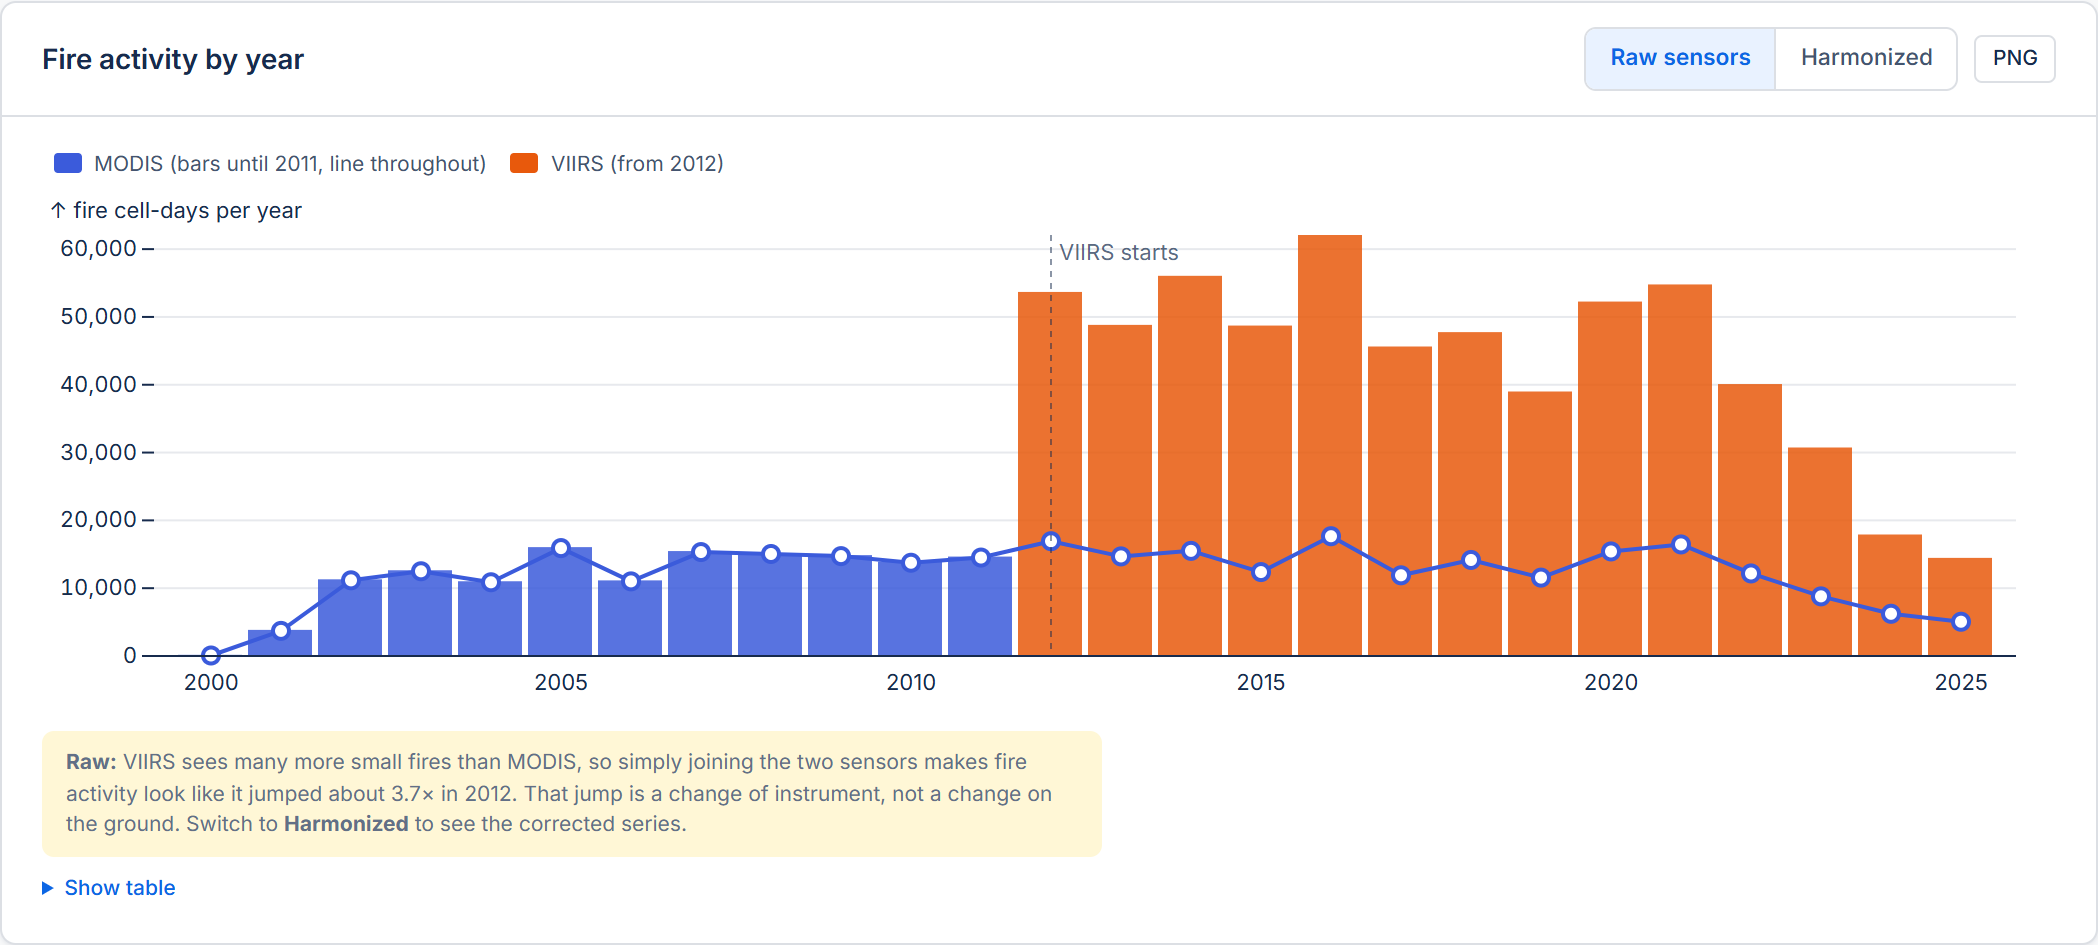 Fire activity by year
Raw sensors
Harmonized
PNG
MODIS (bars until 2011, line throughout)
VIIRS (from 2012)
↑ fire cell-days per year
60,000
50,000
40,000
30,000
20,000
10,000
0
VIIRS starts
2000
2005
2010
2015
2020
2025
Raw: VIIRS sees many more small fires than MODIS, so simply joining the two sensors makes fire
activity look like it jumped about 3.7× in 2012. That jump is a change of instrument, not a change on
the ground. Switch to Harmonized to see the corrected series.
Show table